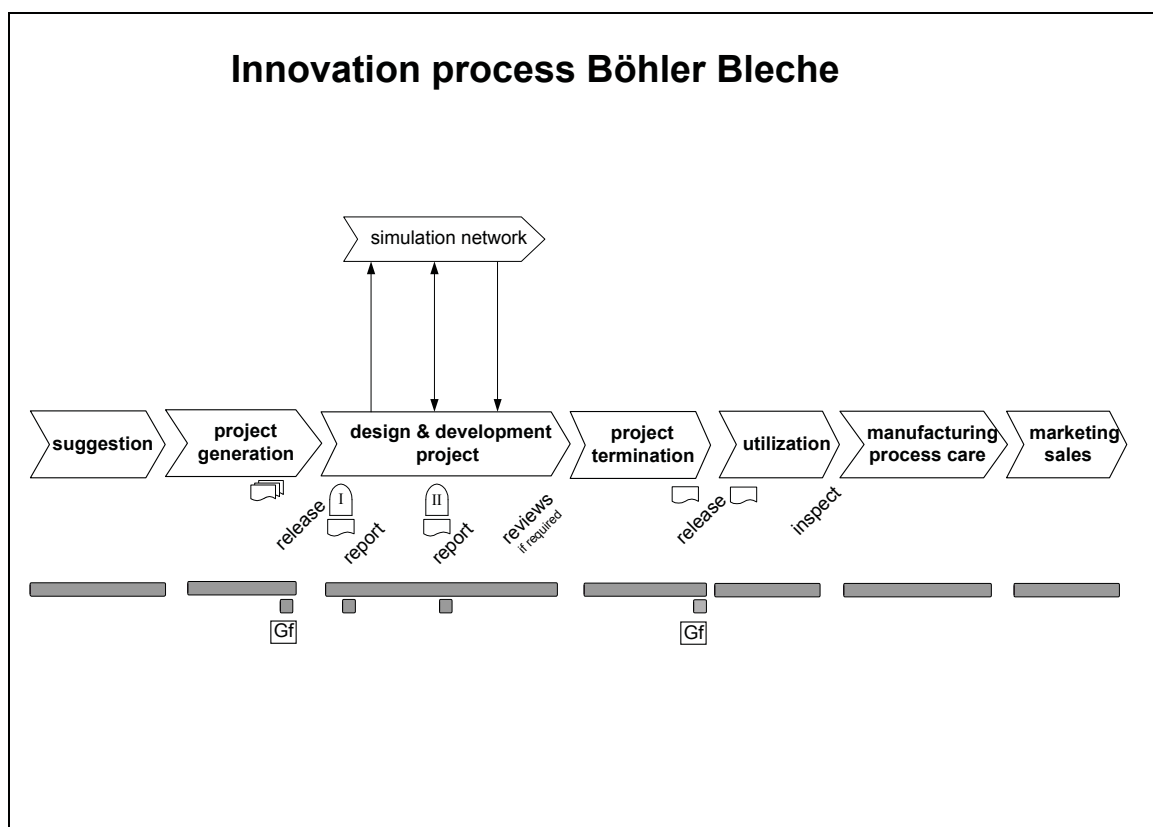 Innovation process Böhler Bleche
simulation network
suggestion
project
generation
design & development
project
project
termination
utilization
manufacturing
process care
marketing
sales
release
I
report
II
report
reviews
if required
release
inspect
Gf
Gf